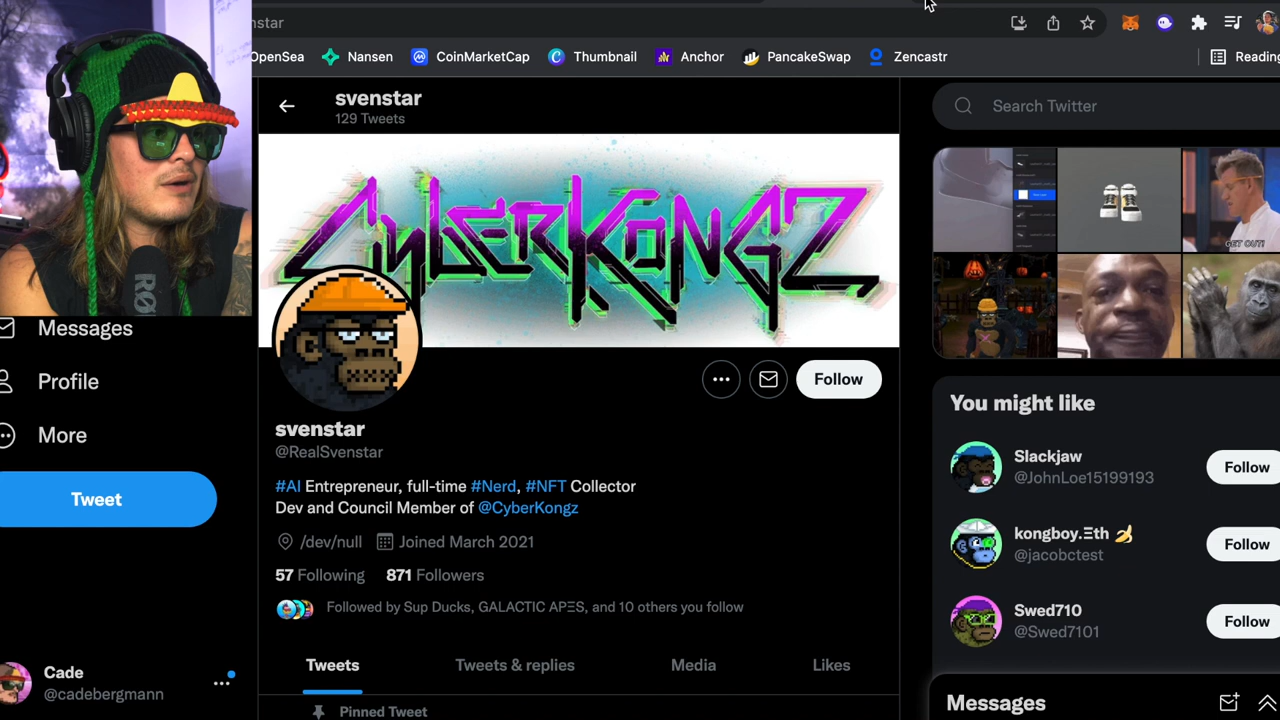 nstar
OpenSea
Nansen
CoinMarketCap
Thumbnail
Anchor
PancakeSwap
Zencastr
Reading
svenstar
129 Tweets
Search Twitter
CyberKongZ
GET OUT!
RØ
Messages
Profile
More
Tweet
Follow
svenstar
@RealSvenstar
#AI Entrepreneur, full-time #Nerd, #NFT Collector
Dev and Council Member of @CyberKongz
/dev/null Joined March 2021
57 Following 871 Followers
Followed by Sup Ducks, GALACTIC APΞS, and 10 others you follow
Tweets
Tweets & replies
Media
Likes
Pinned Tweet
You might like
Slackjaw
@JohnLoe15199193
Follow
kongboy.Ξth 🍌
@jacobctest
Follow
Swed710
@Swed7101
Follow
Messages
Cade
@cadebergmann